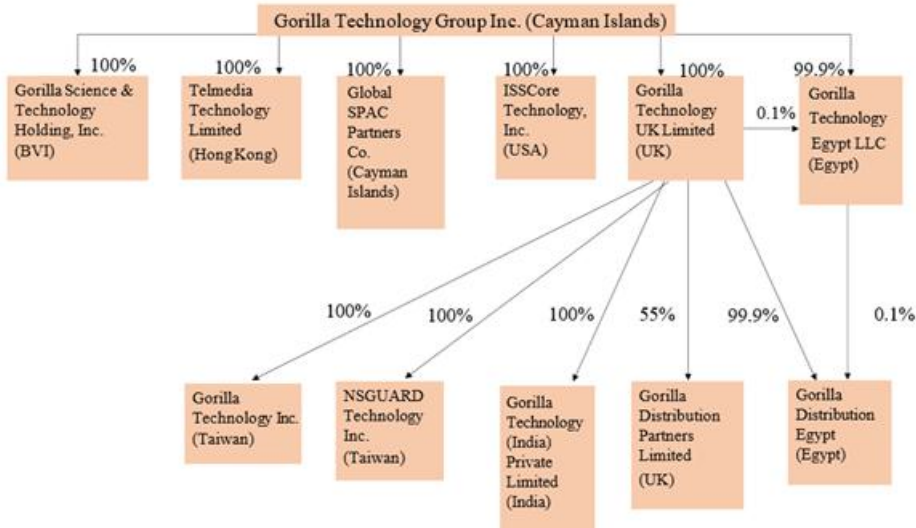 Gorilla Technology Group Inc. (Cayman Islands)
100%
100%
100%
100%
100%
99.9%
Gorilla Science &
Technology
Holding, Inc.
(BVI)
Telmedia
Technology
Limited
(Hong Kong)
Global
SPAC
Partners
Co.
(Cayman
Islands)
ISSCore
Technology,
Inc.
(USA)
Gorilla
Technology
UK Limited
(UK)
0.1%
Gorilla
Technology
Egypt LLC
(Egypt)
100%
100%
100%
55%
99.9%
0.1%
Gorilla
Technology Inc.
(Taiwan)
NSGUARD
Technology
Inc.
(Taiwan)
Gorilla
Technology
(India)
Private
Limited
(India)
Gorilla
Distribution
Partners
Limited
(UK)
Gorilla
Distribution
Egypt
(Egypt)